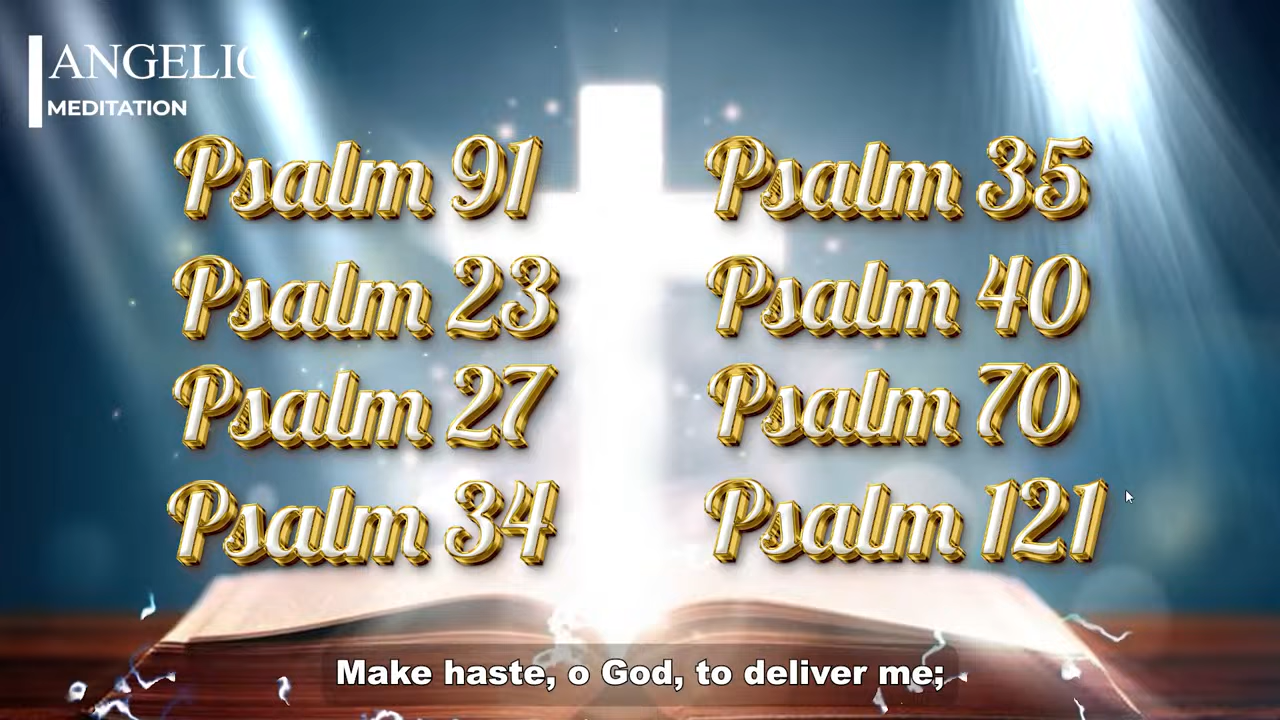 ANGELIC
MEDITATION
Psalm 91
Psalm 23
Psalm 27
Psalm 34
Psalm 35
Psalm 40
Psalm 70
Psalm 121
Make haste, o God, to deliver me;